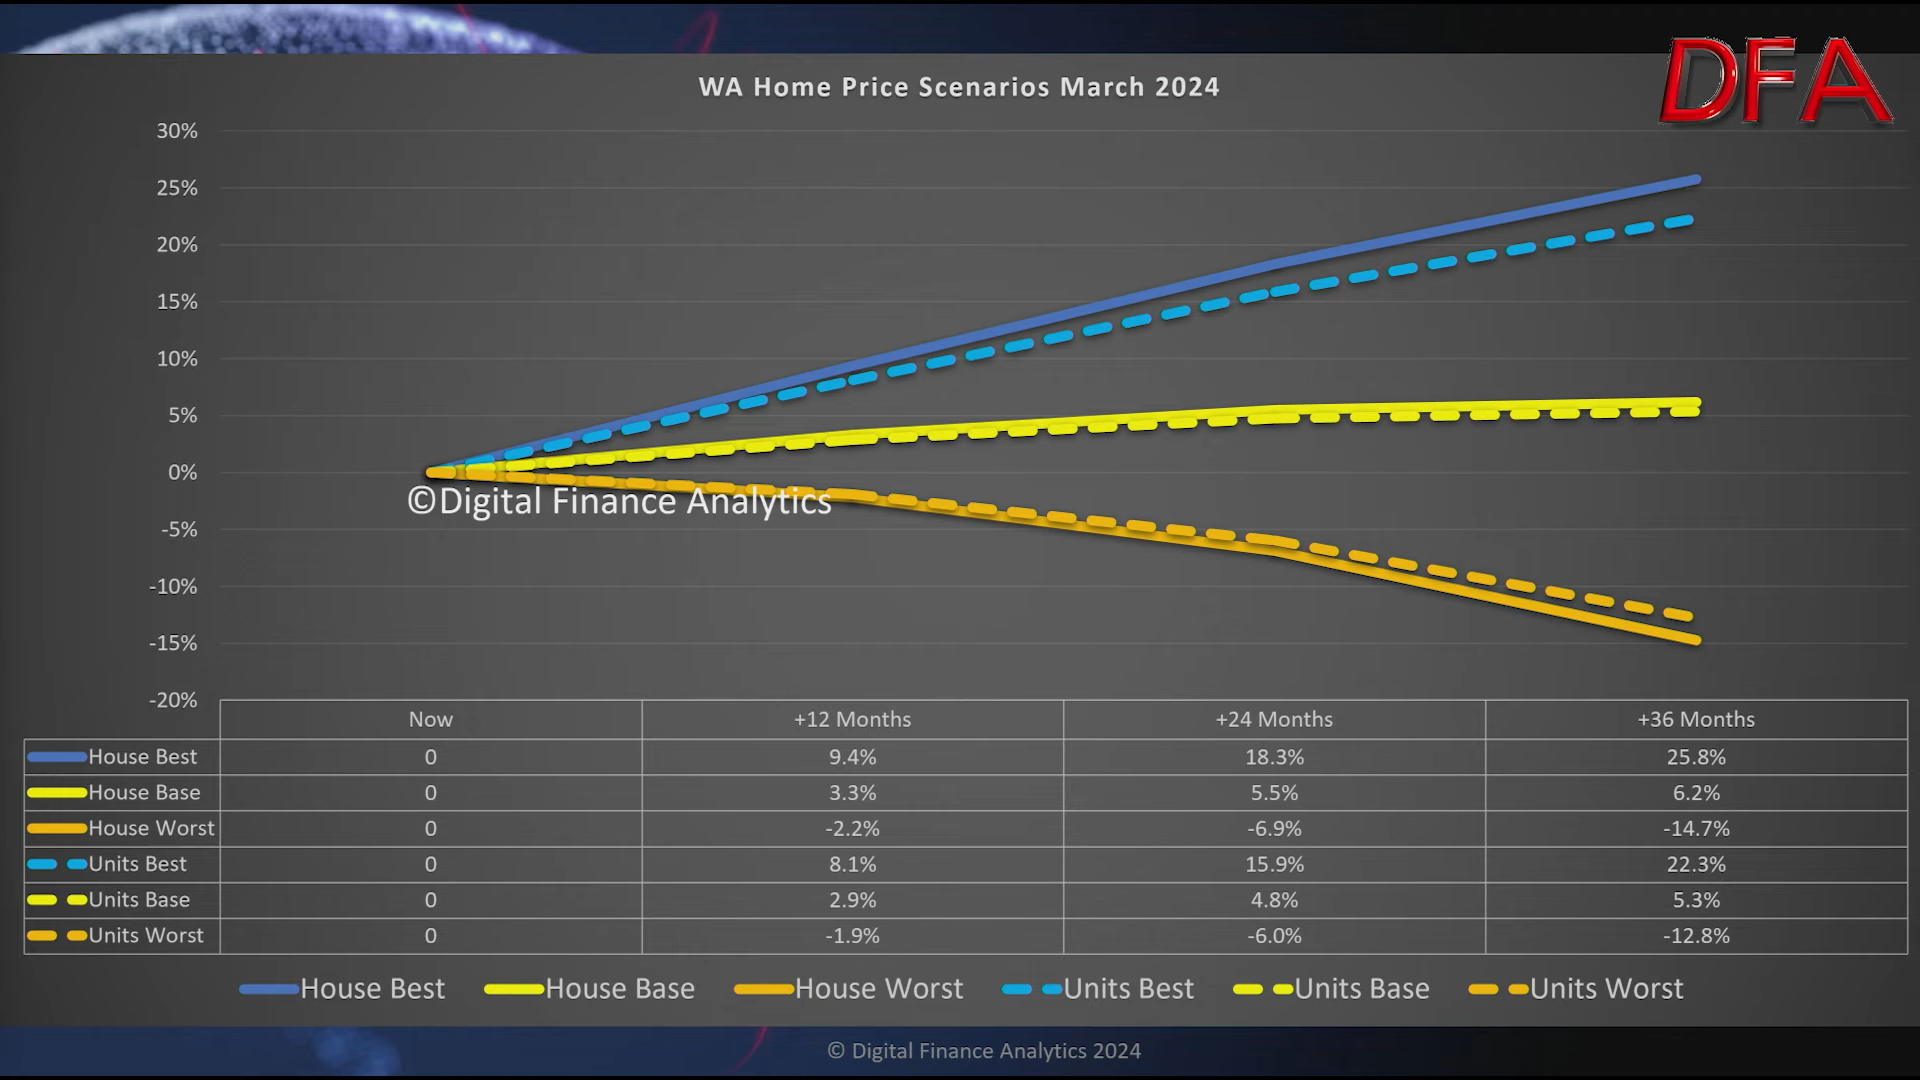 DFA
WA Home Price Scenarios March 2024
30%
25%
20%
15%
10%
5%
0%
-5%
-10%
-15%
-20%
©Digital Finance Analytics
Now +12 Months +24 Months +36 Months
House Best 0 9.4% 18.3% 25.8%
House Base 0 3.3% 5.5% 6.2%
House Worst 0 -2.2% -6.9% -14.7%
Units Best 0 8.1% 15.9% 22.3%
Units Base 0 2.9% 4.8% 5.3%
Units Worst 0 -1.9% -6.0% -12.8%
House Best House Base House Worst Units Best Units Base Units Worst
© Digital Finance Analytics 2024